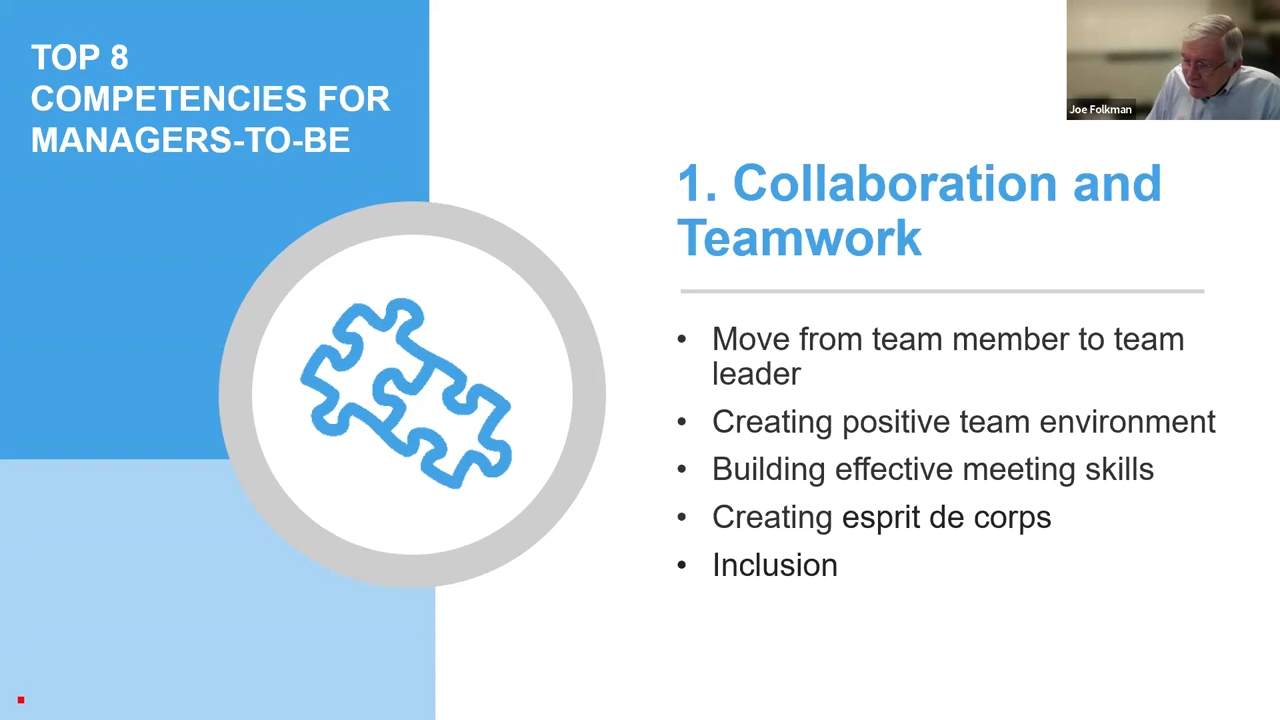 TOP 8
COMPETENCIES FOR
MANAGERS-TO-BE
Joe Folkman
1. Collaboration and
Teamwork
• Move from team member to team
leader
• Creating positive team environment
• Building effective meeting skills
• Creating esprit de corps
• Inclusion